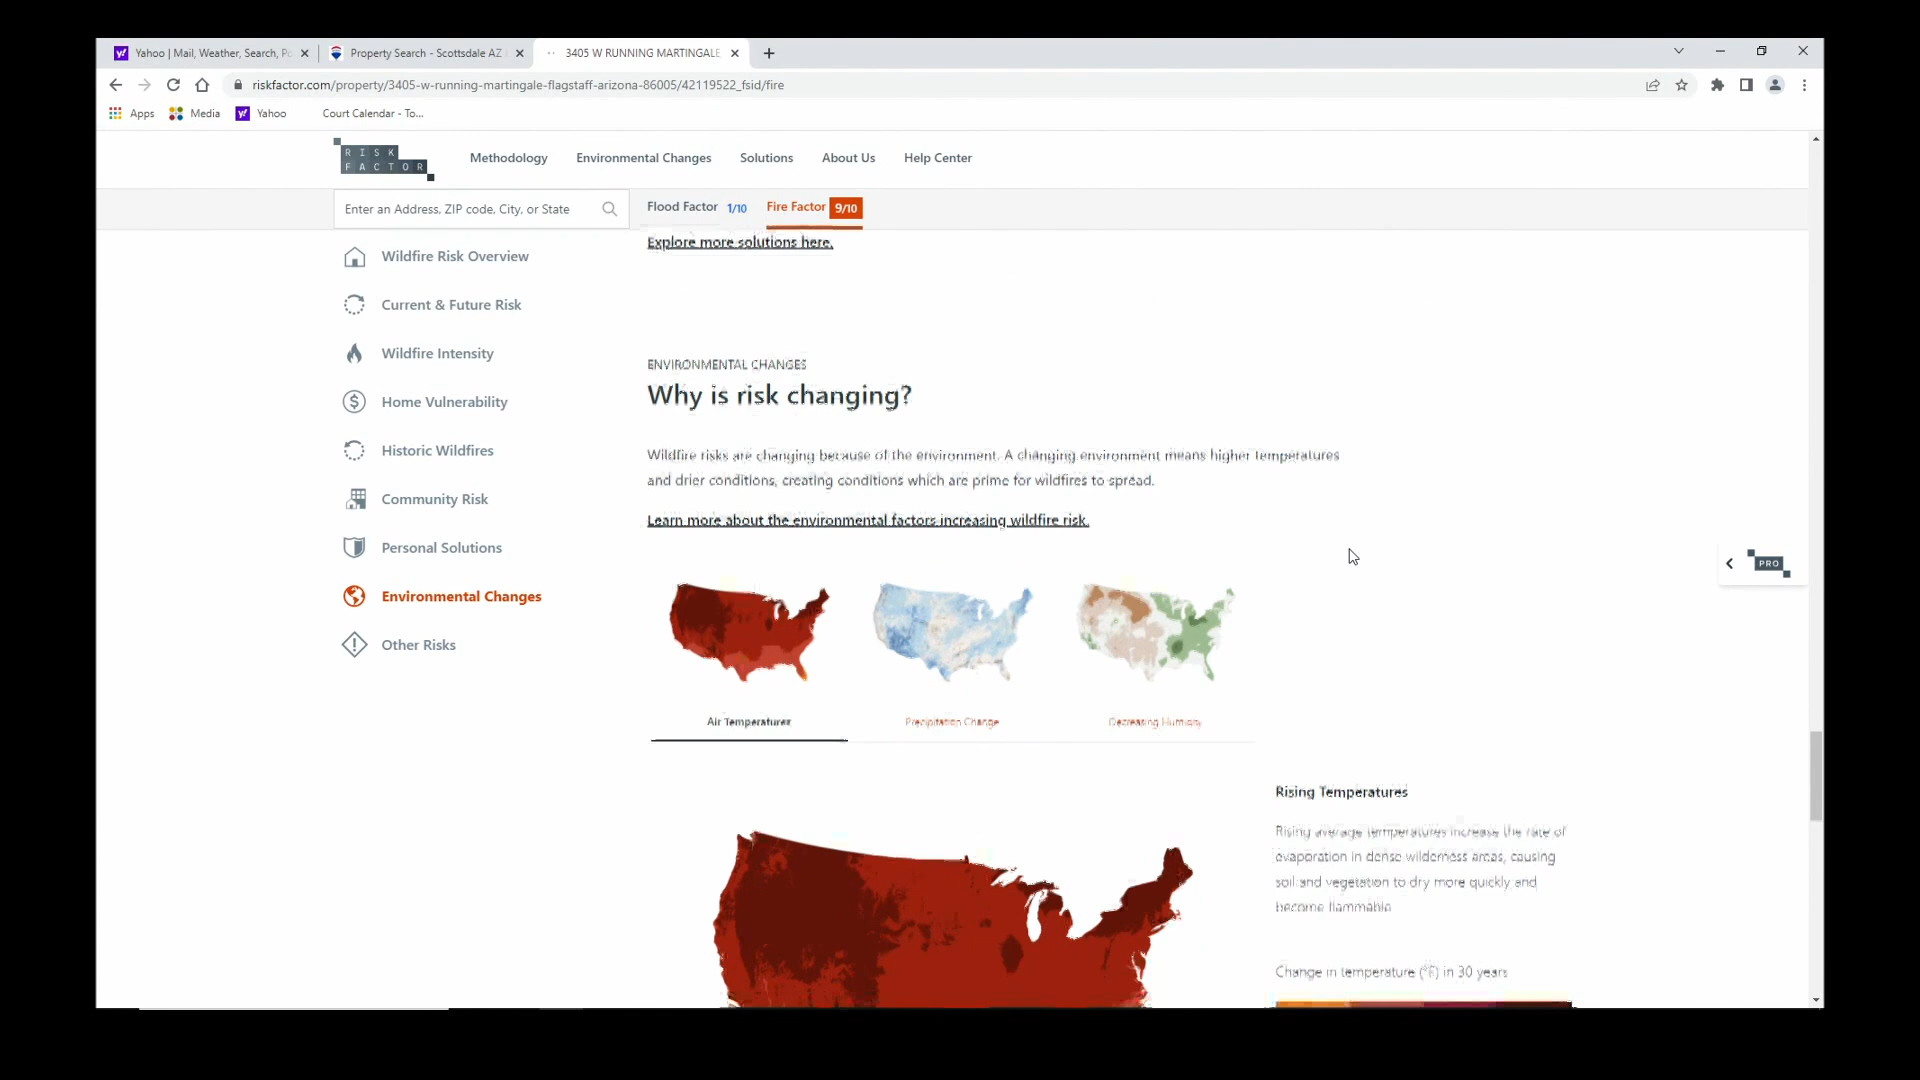 Yahoo | Mail, Weather, Search, Po
Property Search - Scottsdale AZ
3405 W RUNNING MARTINGALE
riskfactor.com/property/3405-w-running-martingale-flagstaff-arizona-86005/42119522_fsid/fire
Apps
Media
Yahoo
Court Calendar - To...
RISK
FACTOR
Methodology
Environmental Changes
Solutions
About Us
Help Center
Enter an Address, ZIP code, City, or State
Flood Factor 1/10
Fire Factor 9/10
Explore more solutions here.
Wildfire Risk Overview
Current & Future Risk
Wildfire Intensity
Home Vulnerability
Historic Wildfires
Community Risk
Personal Solutions
Environmental Changes
Other Risks
ENVIRONMENTAL CHANGES
Why is risk changing?
Wildfire risks are changing because of the environment. A changing environment means higher temperatures
and drier conditions, creating conditions which are prime for wildfires to spread.
Learn more about the environmental factors increasing wildfire risk.
PRO
Air Temperatures
Precipitation Change
Decreasing Humidity
Rising Temperatures
Rising average temperatures increase the rate of
evaporation in dense wilderness areas, causing
soil and vegetation to dry more quickly and
become flammable
Change in temperature (°F) in 30 years